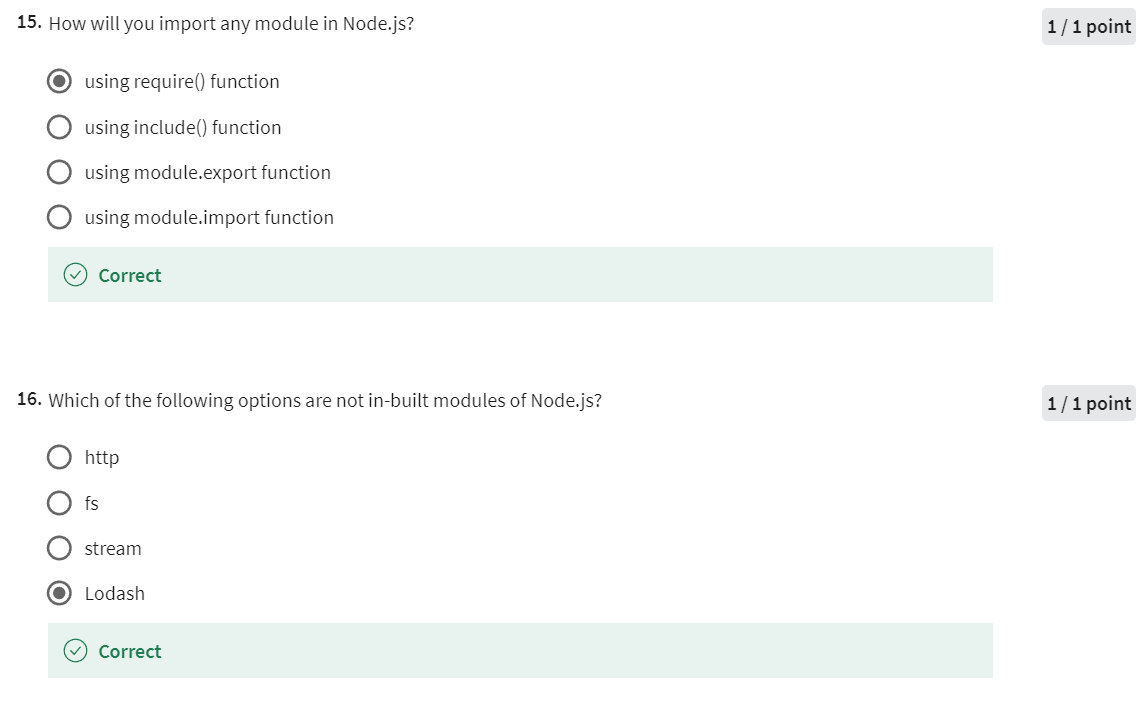 15. How will you import any module in Node.js?
1 / 1 point
using require() function
using include() function
using module.export function
using module.import function
Correct
16. Which of the following options are not in-built modules of Node.js?
1 / 1 point
http
fs
stream
Lodash
Correct